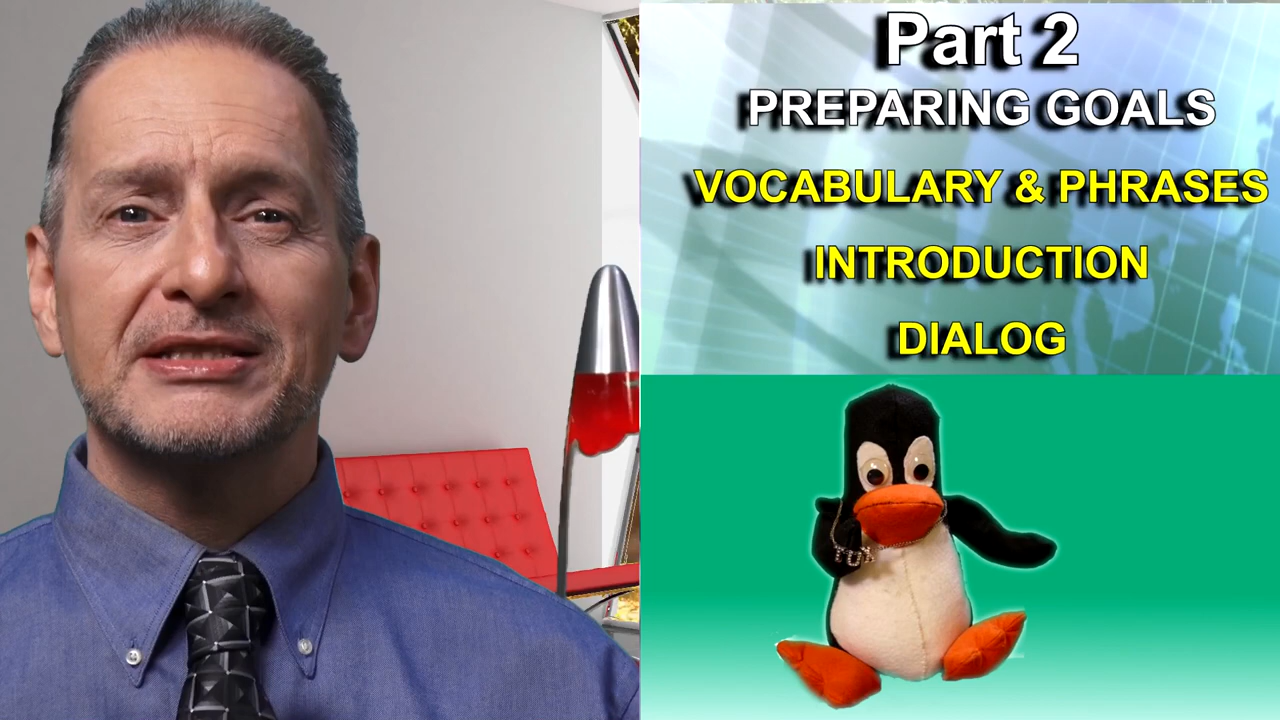 Part 2
PREPARING GOALS
VOCABULARY & PHRASES
INTRODUCTION
DIALOG